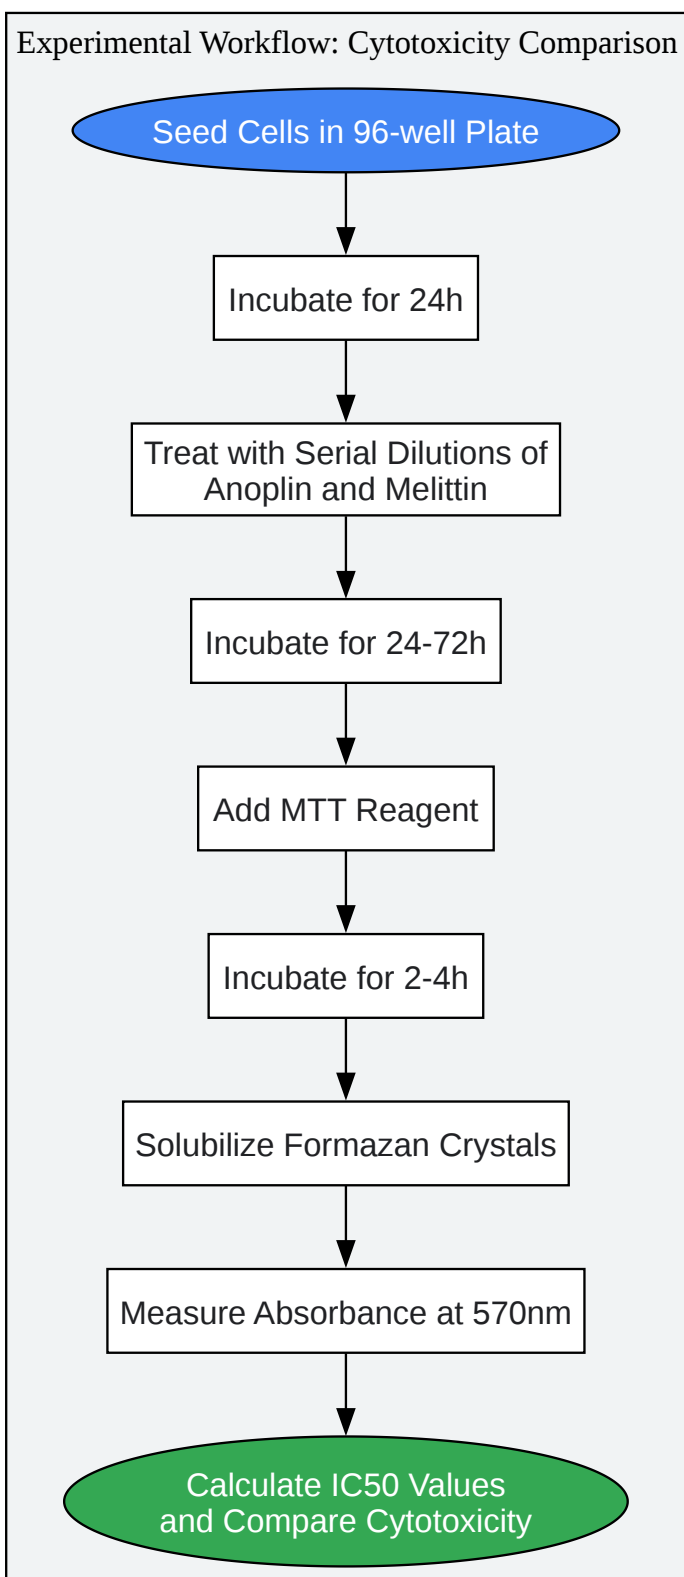 Experimental Workflow: Cytotoxicity Comparison
Seed Cells in 96-well Plate
Incubate for 24h
Treat with Serial Dilutions of
Anoplin and Melittin
Incubate for 24-72h
Add MTT Reagent
Incubate for 2-4h
Solubilize Formazan Crystals
Measure Absorbance at 570nm
Calculate IC50 Values
and Compare Cytotoxicity